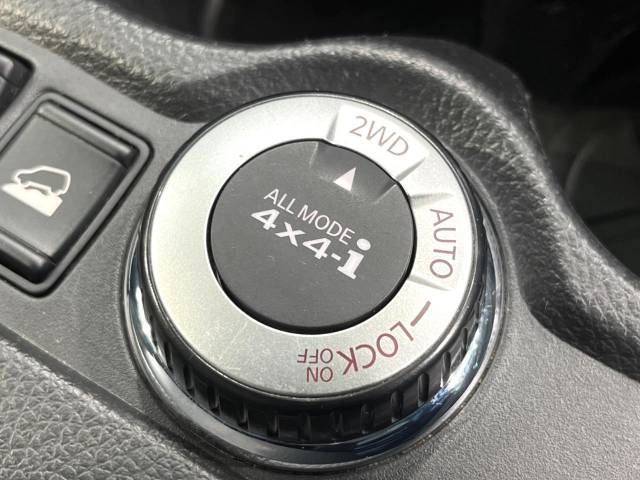 2WD
AUTO
LOCK
ON
OFF
ALL MODE
4x4-i